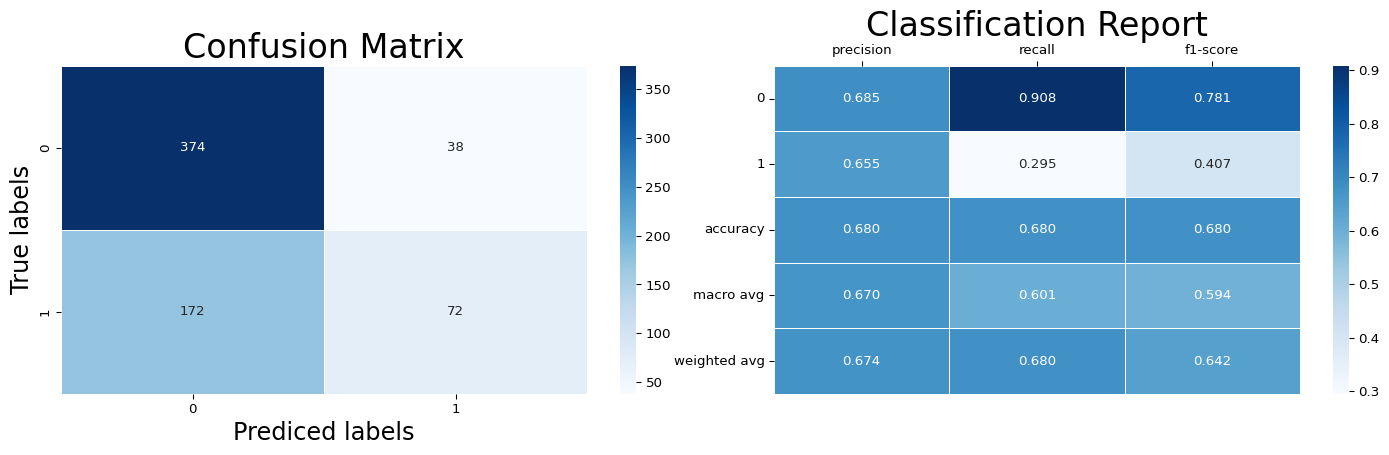 Confusion Matrix
374 38
172 72
0
1
True labels
0 1
Prediced labels
350
300
250
200
150
100
50
Classification Report
precision recall f1-score
0 0.685 0.908 0.781
1 0.655 0.295 0.407
accuracy 0.680 0.680 0.680
macro avg 0.670 0.601 0.594
weighted avg 0.674 0.680 0.642
0.9
0.8
0.7
0.6
0.5
0.4
0.3